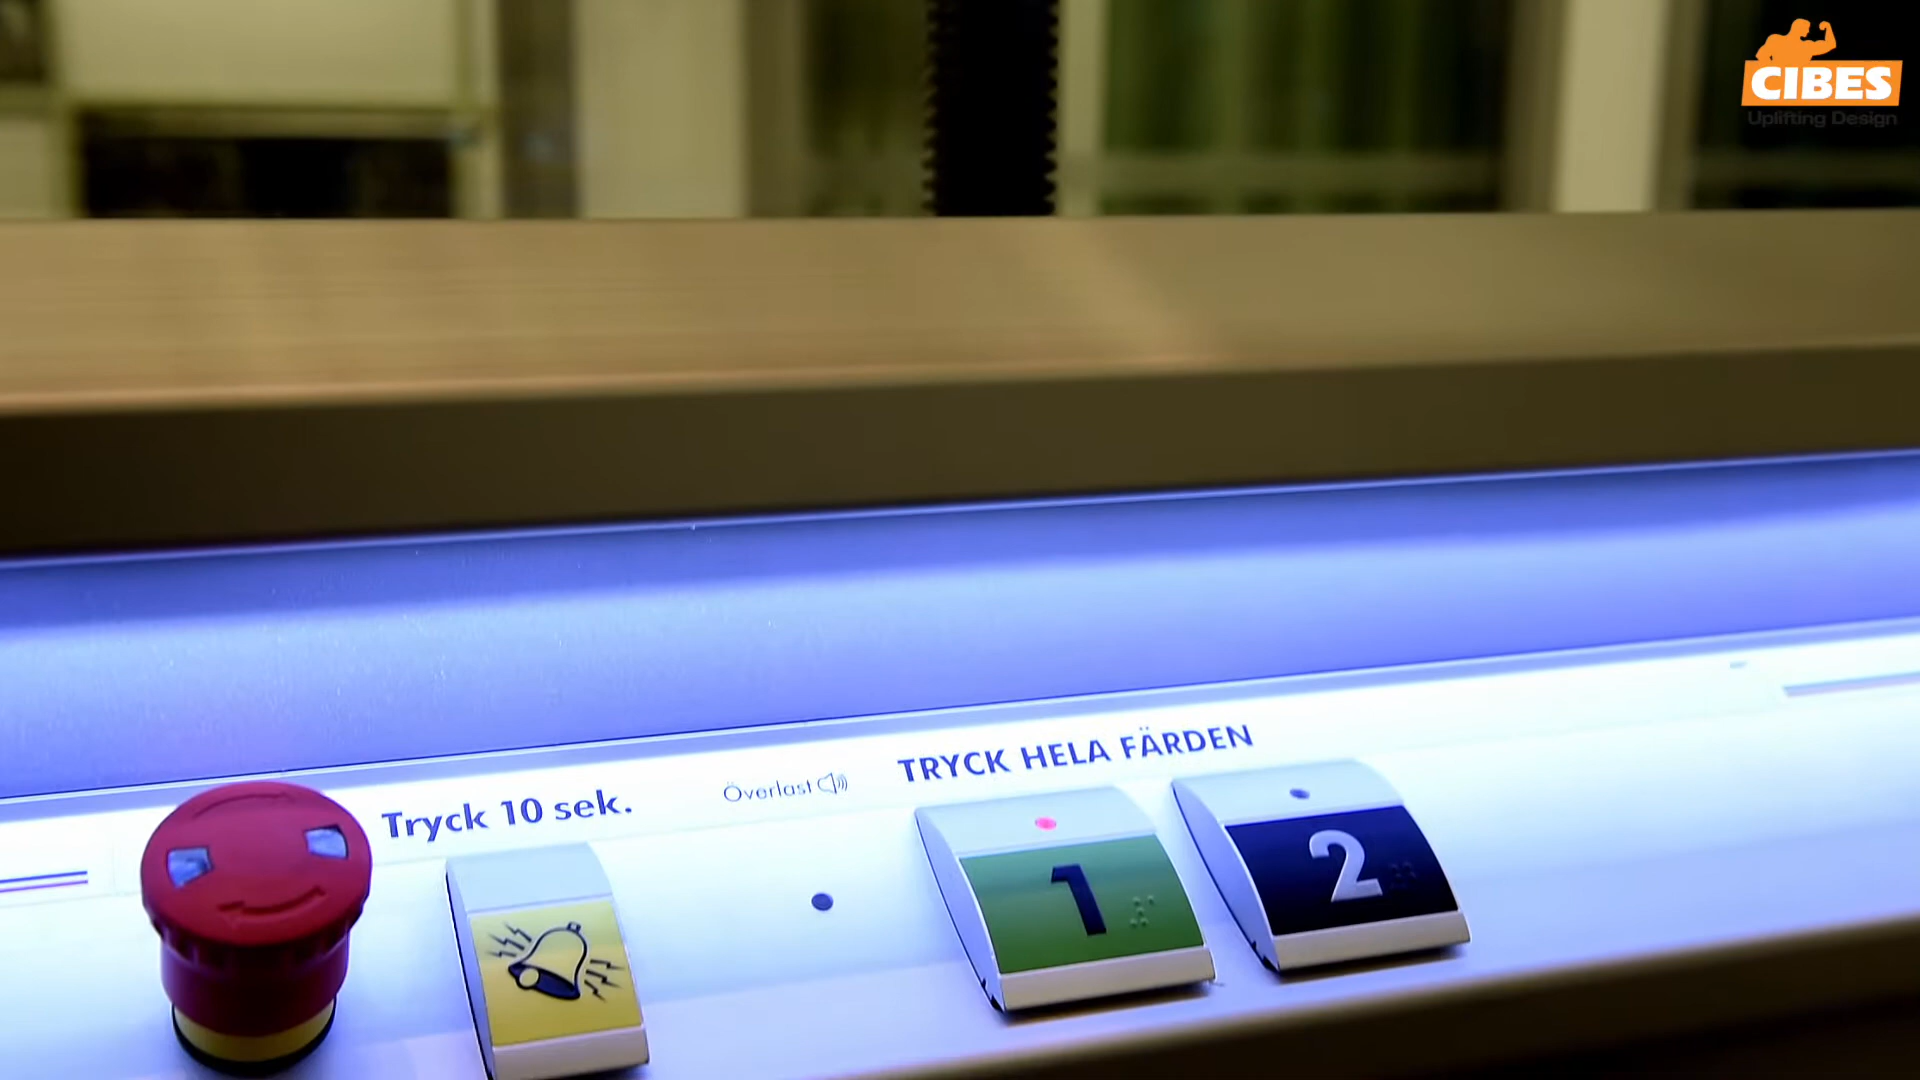 CIBES
Uplifting Design
TRYCK HELA FÄRDEN
Överlast
Tryck 10 sek.
1
2